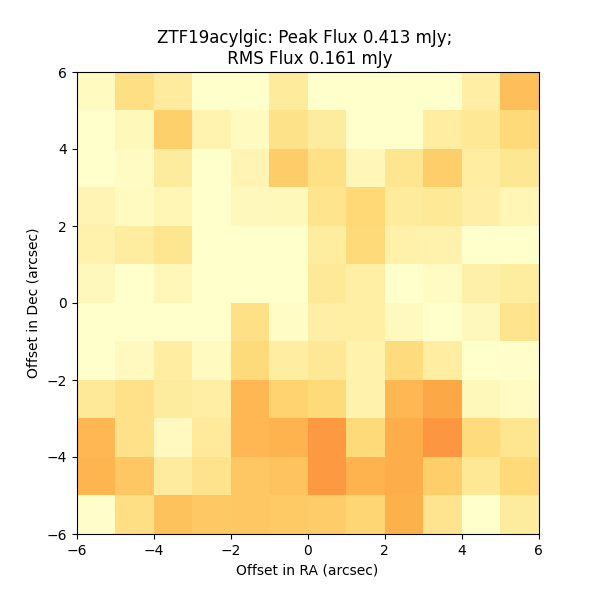 ZTF19acylgic: Peak Flux 0.413 mJy;
RMS Flux 0.161 mJy
6
4
2
0
−2
−4
−6
Offset in Dec (arcsec)
−6 −4 −2 0 2 4 6
Offset in RA (arcsec)